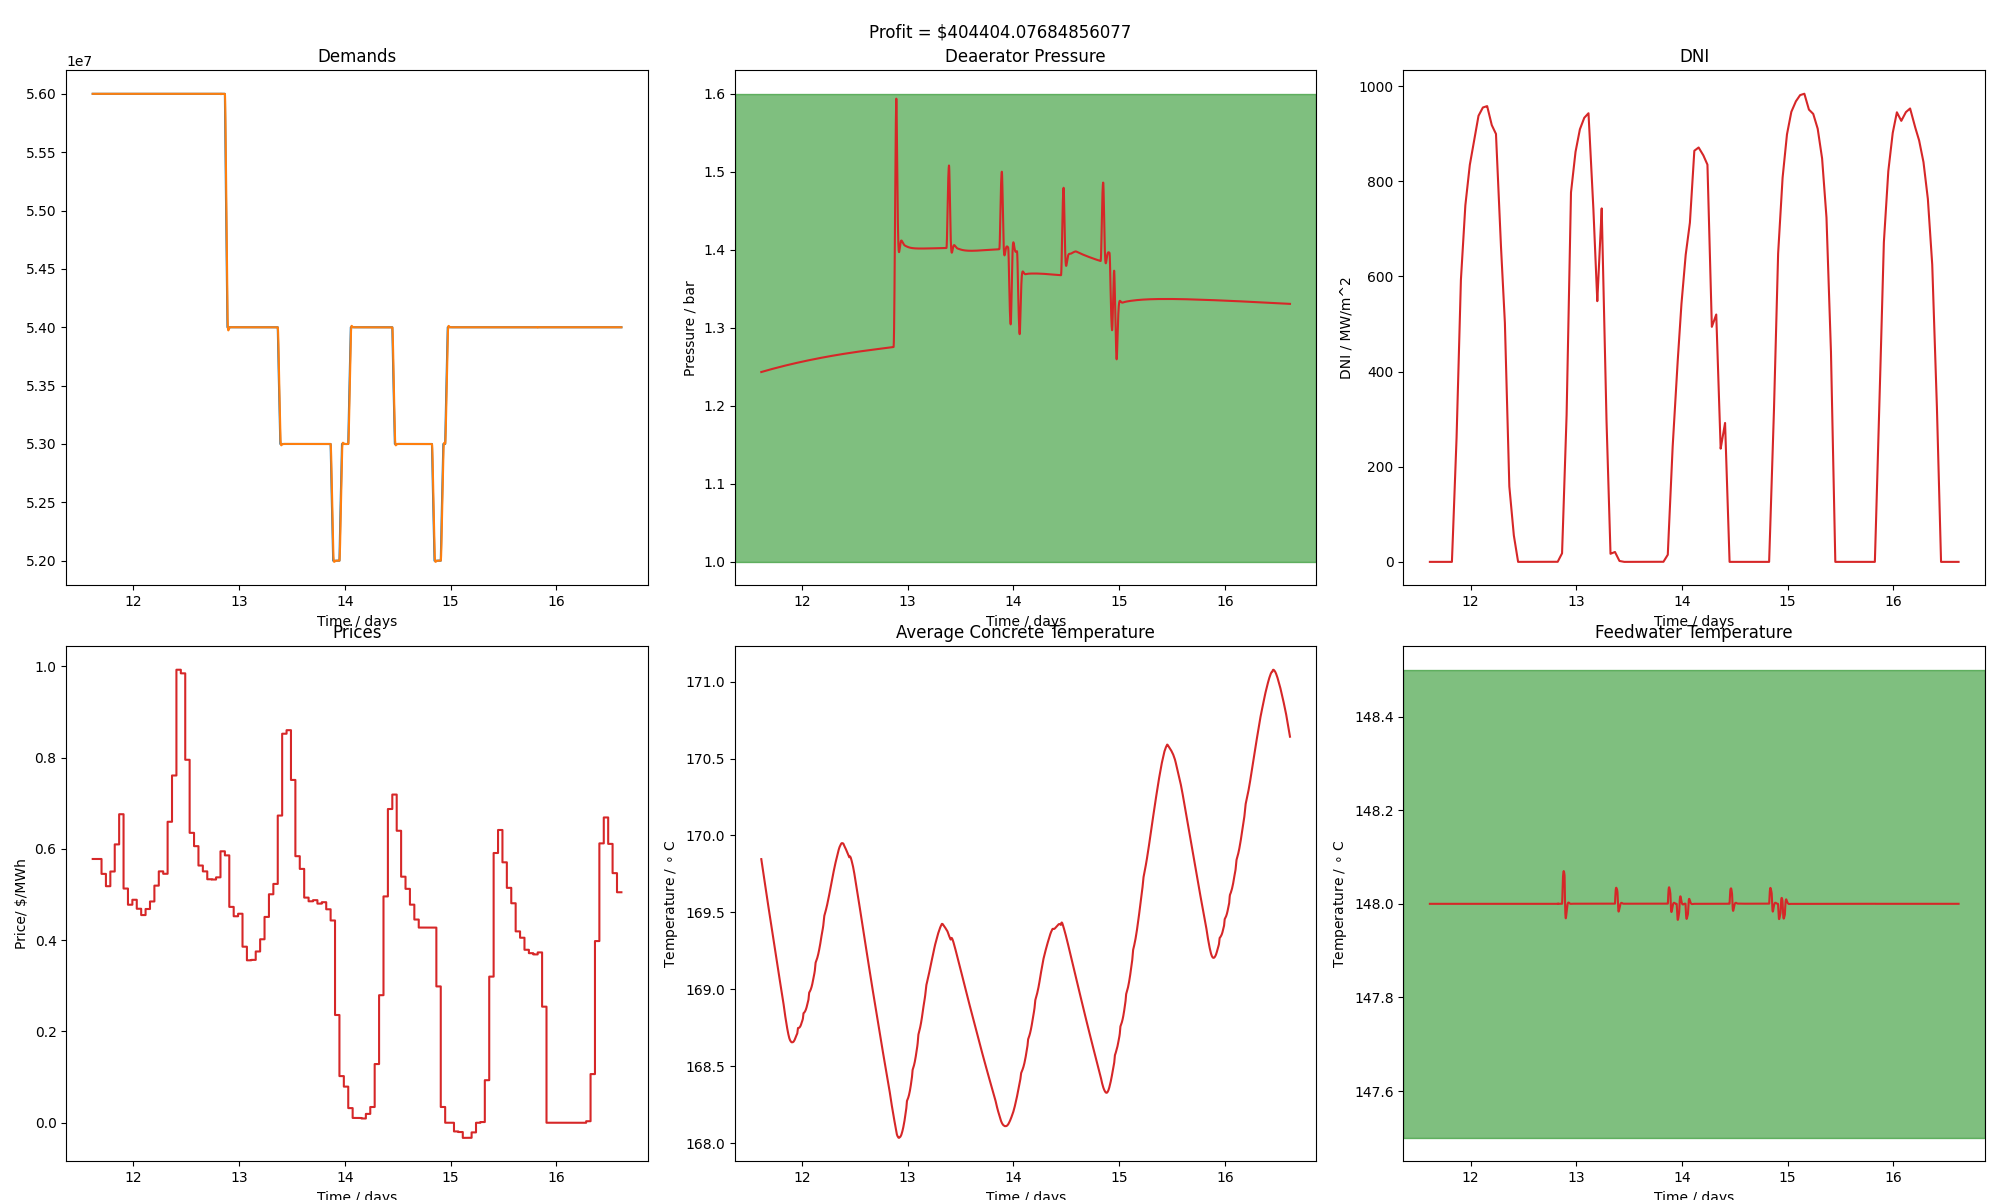 Profit = $404404.07684856077
Demands
1e7
5.60
5.55
5.50
5.45
5.40
5.35
5.30
5.25
5.20
12 13 14 15 16
Time / days
Deaerator Pressure
Pressure / bar
1.6
1.5
1.4
1.3
1.2
1.1
1.0
12 13 14 15 16
Time / days
DNI
DNI / MW/m^2
1000
800
600
400
200
0
12 13 14 15 16
Time / days
Prices
Price/ $/MWh
1.0
0.8
0.6
0.4
0.2
0.0
12 13 14 15 16
Time / days
Average Concrete Temperature
Temperature / ∘ C
171.0
170.5
170.0
169.5
169.0
168.5
168.0
12 13 14 15 16
Time / days
Feedwater Temperature
Temperature / ∘ C
148.4
148.2
148.0
147.8
147.6
12 13 14 15 16
Time / days